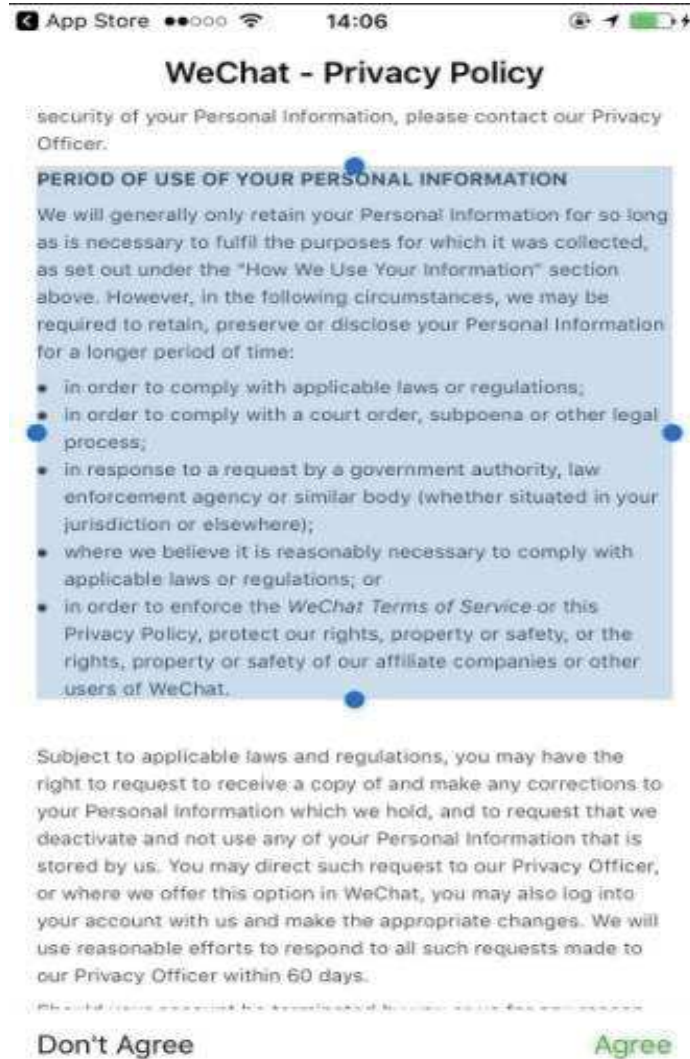 App Store 14:06
WeChat - Privacy Policy
security of your Personal Information, please contact our Privacy
Officer.
PERIOD OF USE OF YOUR PERSONAL INFORMATION
We will generally only retain your Personal Information for so long
as is necessary to fulfil the purposes for which it was collected,
as set out under the "How We Use Your Information" section
above. However, in the following circumstances, we may be
required to retain, preserve or disclose your Personal Information
for a longer period of time:
• in order to comply with applicable laws or regulations;
• in order to comply with a court order, subpoena or other legal
process;
• in response to a request by a government authority, law
enforcement agency or similar body (whether situated in your
jurisdiction or elsewhere);
• where we believe it is reasonably necessary to comply with
applicable laws or regulations; or
• in order to enforce the WeChat Terms of Service or this
Privacy Policy, protect our rights, property or safety, or the
rights, property or safety of our affiliate companies or other
users of WeChat.
Subject to applicable laws and regulations, you may have the
right to request to receive a copy of and make any corrections to
your Personal Information which we hold, and to request that we
deactivate and not use any of your Personal Information that is
stored by us. You may direct such request to our Privacy Officer,
or where we offer this option in WeChat, you may also log into
your account with us and make the appropriate changes. We will
use reasonable efforts to respond to all such requests made to
our Privacy Officer within 60 days.
Don't Agree Agree